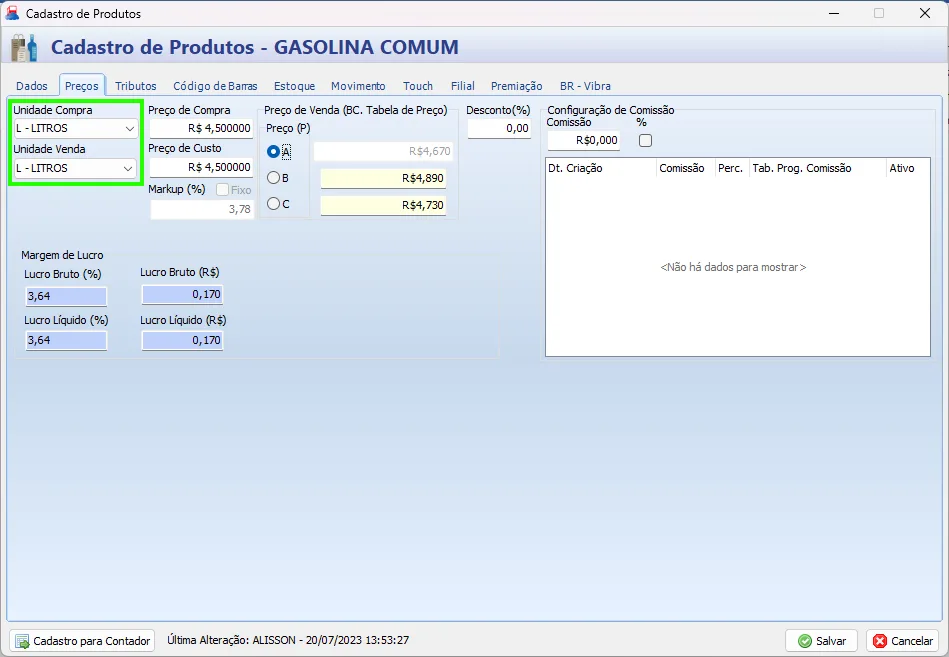 Cadastro de Produtos
Cadastro de Produtos - GASOLINA COMUM
Dados Preços Tributos Código de Barras Estoque Movimento Touch Filial Premiação BR - Vibra
Unidade Compra
L - LITROS
Unidade Venda
L - LITROS
Preço de Compra
R$ 4,500000
Preço de Custo
R$ 4,500000
Markup (%) Fixo
3,78
Preço de Venda (BC. Tabela de Preço)
Preço (P)
A R$4,670
B R$4,890
C R$4,730
Desconto(%)
0,00
Configuração de Comissão
Comissão %
R$0,000
Dt. Criação Comissão Perc. Tab. Prog. Comissão Ativo
<Não há dados para mostrar>
Margem de Lucro
Lucro Bruto (%) Lucro Bruto (R$)
3,64 0,170
Lucro Líquido (%) Lucro Líquido (R$)
3,64 0,170
Cadastro para Contador Última Alteração: ALISSON - 20/07/2023 13:53:27 Salvar Cancelar